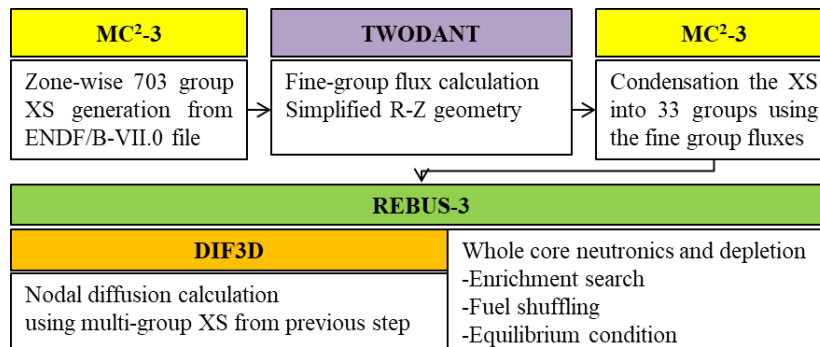 MC²-3
Zone-wise 703 group
XS generation from
ENDF/B-VII.0 file
TWODANT
Fine-group flux calculation
Simplified R-Z geometry
MC²-3
Condensation the XS
into 33 groups using
the fine group fluxes
REBUS-3
DIF3D
Nodal diffusion calculation
using multi-group XS from previous step
Whole core neutronics and depletion
-Enrichment search
-Fuel shuffling
-Equilibrium condition